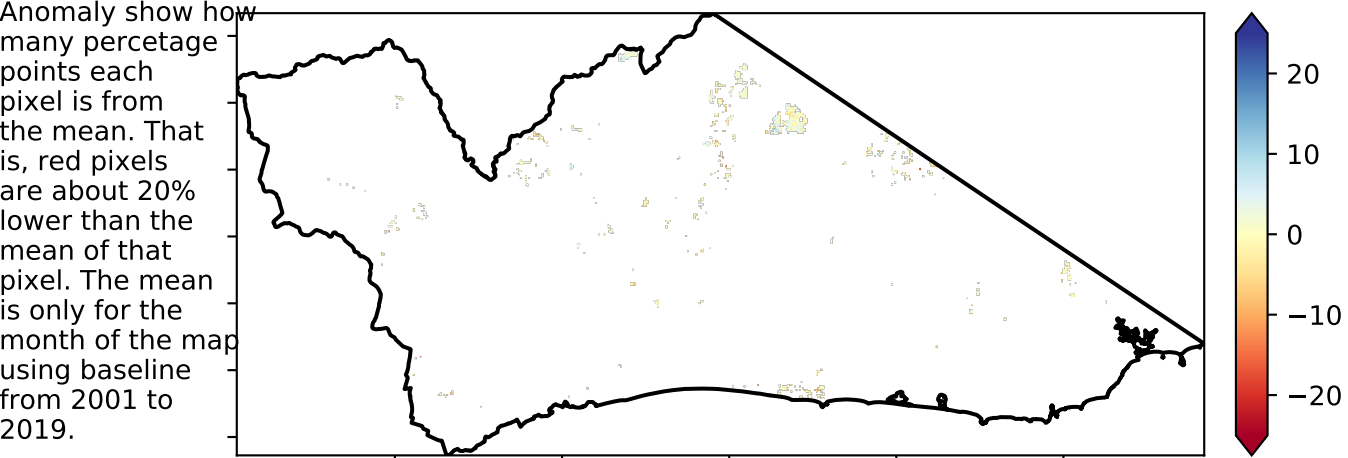 Anomaly show how
many percetage
points each
pixel is from
the mean. That
is, red pixels
are about 20%
lower than the
mean of that
pixel. The mean
is only for the
month of the map
using baseline
from 2001 to
2019.
20
10
0
−10
−20